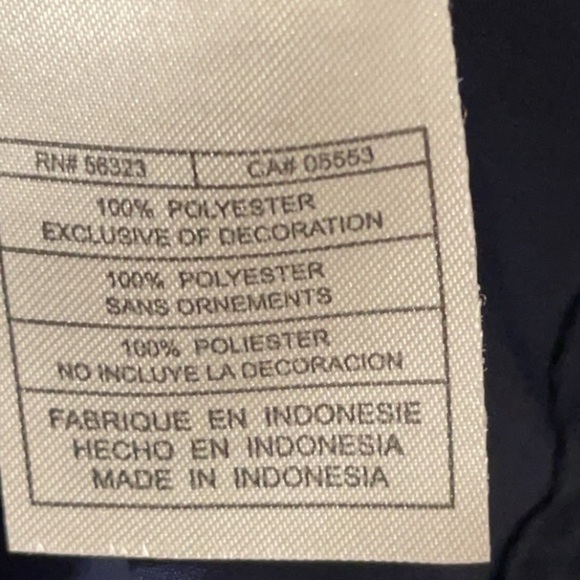 RN# 56323 CA# 05553
100% POLYESTER
EXCLUSIVE OF DECORATION
100% POLYESTER
SANS ORNEMENTS
100% POLIESTER
NO INCLUYE LA DECORACION
FABRIQUE EN INDONESIE
HECHO EN INDONESIA
MADE IN INDONESIA